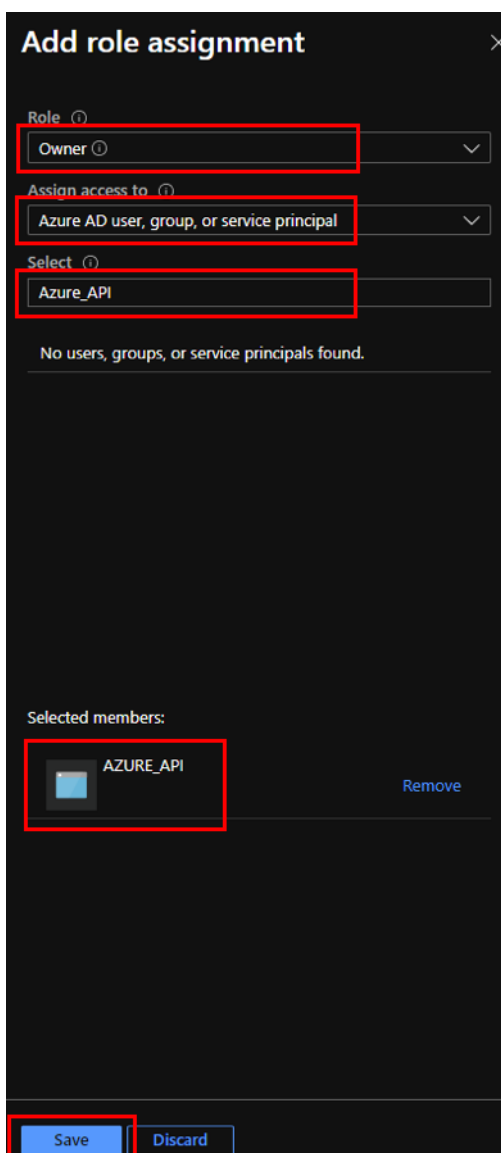 Add role assignment
Role
Owner
Assign access to
Azure AD user, group, or service principal
Select
Azure_API
No users, groups, or service principals found.
Selected members:
AZURE_API
Remove
Save Discard